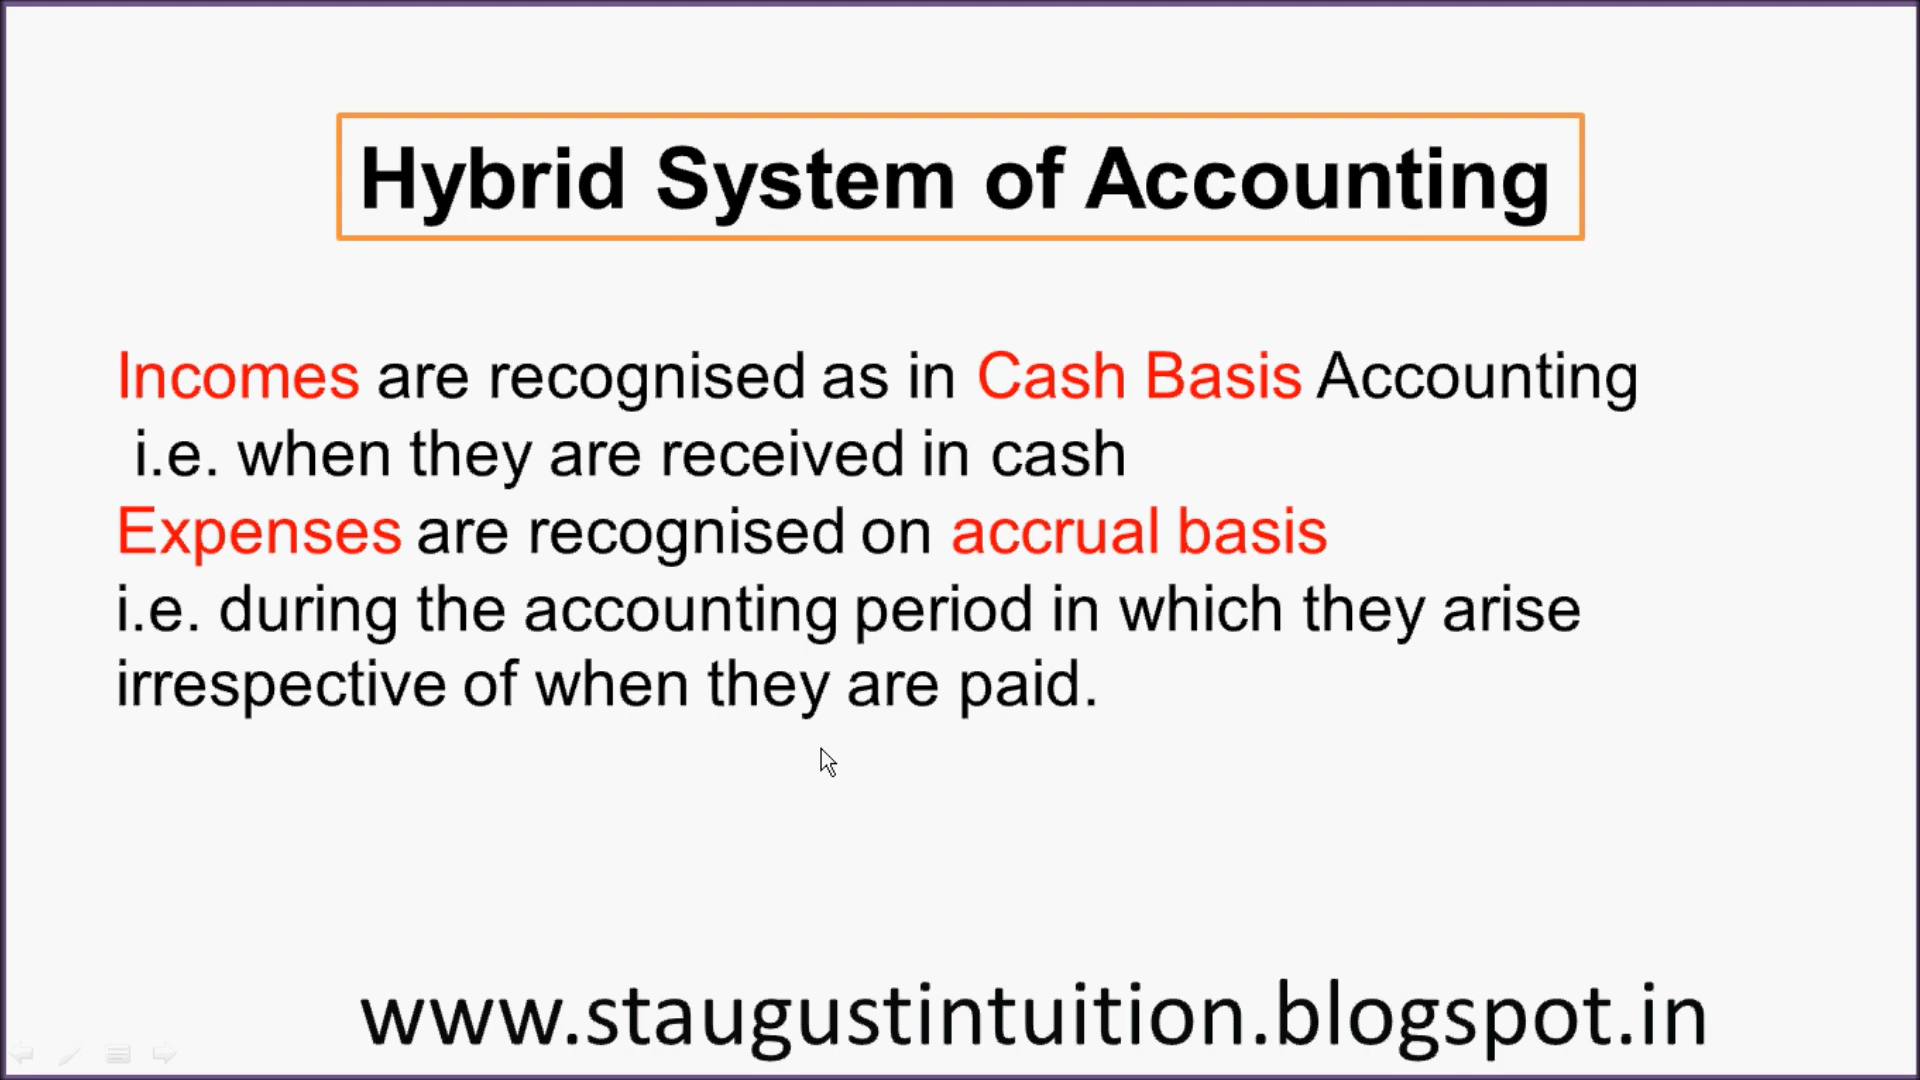 Hybrid System of Accounting
Incomes are recognised as in Cash Basis Accounting
i.e. when they are received in cash
Expenses are recognised on accrual basis
i.e. during the accounting period in which they arise
irrespective of when they are paid.
www.staugustintuition.blogspot.in